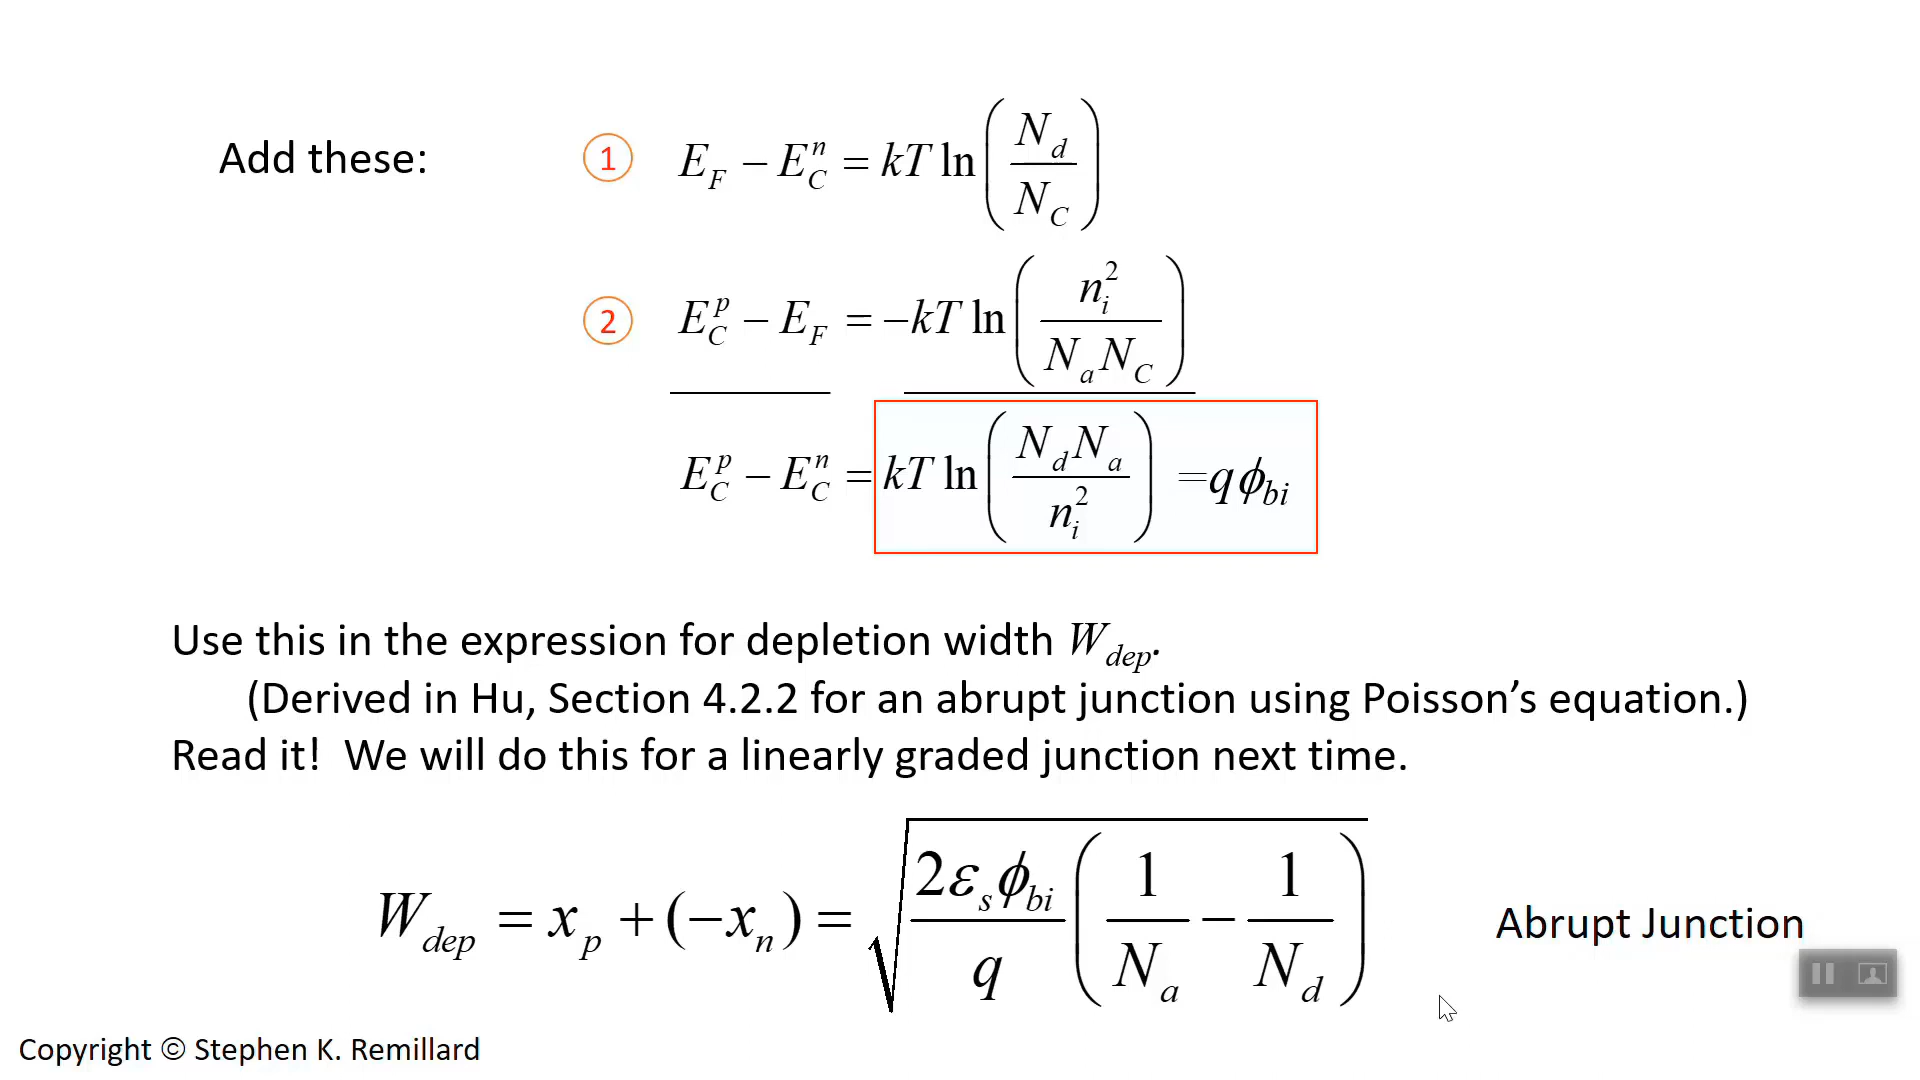 Add these: ① E_F − E_C^n = kT ln(N_d / N_C)
② E_C^p − E_F = −kT ln(n_i^2 / N_a N_C)
E_C^p − E_C^n = kT ln(N_d N_a / n_i^2) = qϕ_bi
Use this in the expression for depletion width W_dep.
(Derived in Hu, Section 4.2.2 for an abrupt junction using Poisson’s equation.)
Read it! We will do this for a linearly graded junction next time.
W_dep = x_p + (−x_n) = √(2ε_s ϕ_bi / q (1/N_a − 1/N_d)) Abrupt Junction
Copyright © Stephen K. Remillard